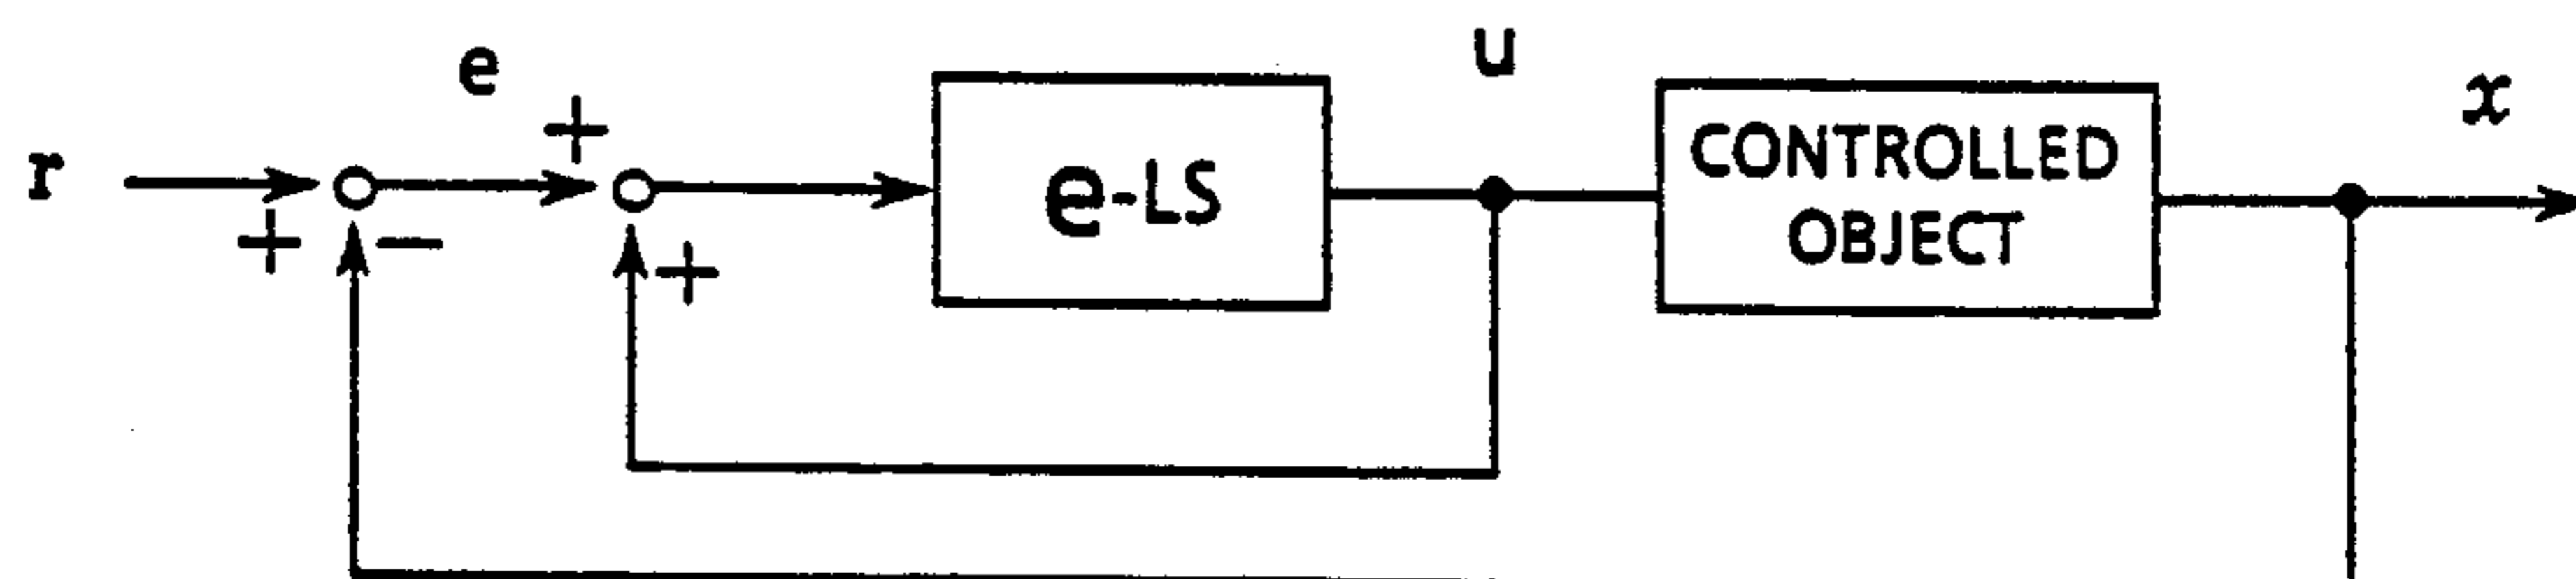 e
u
x
r
+
+
−
+
+
e-LS
CONTROLLED
OBJECT